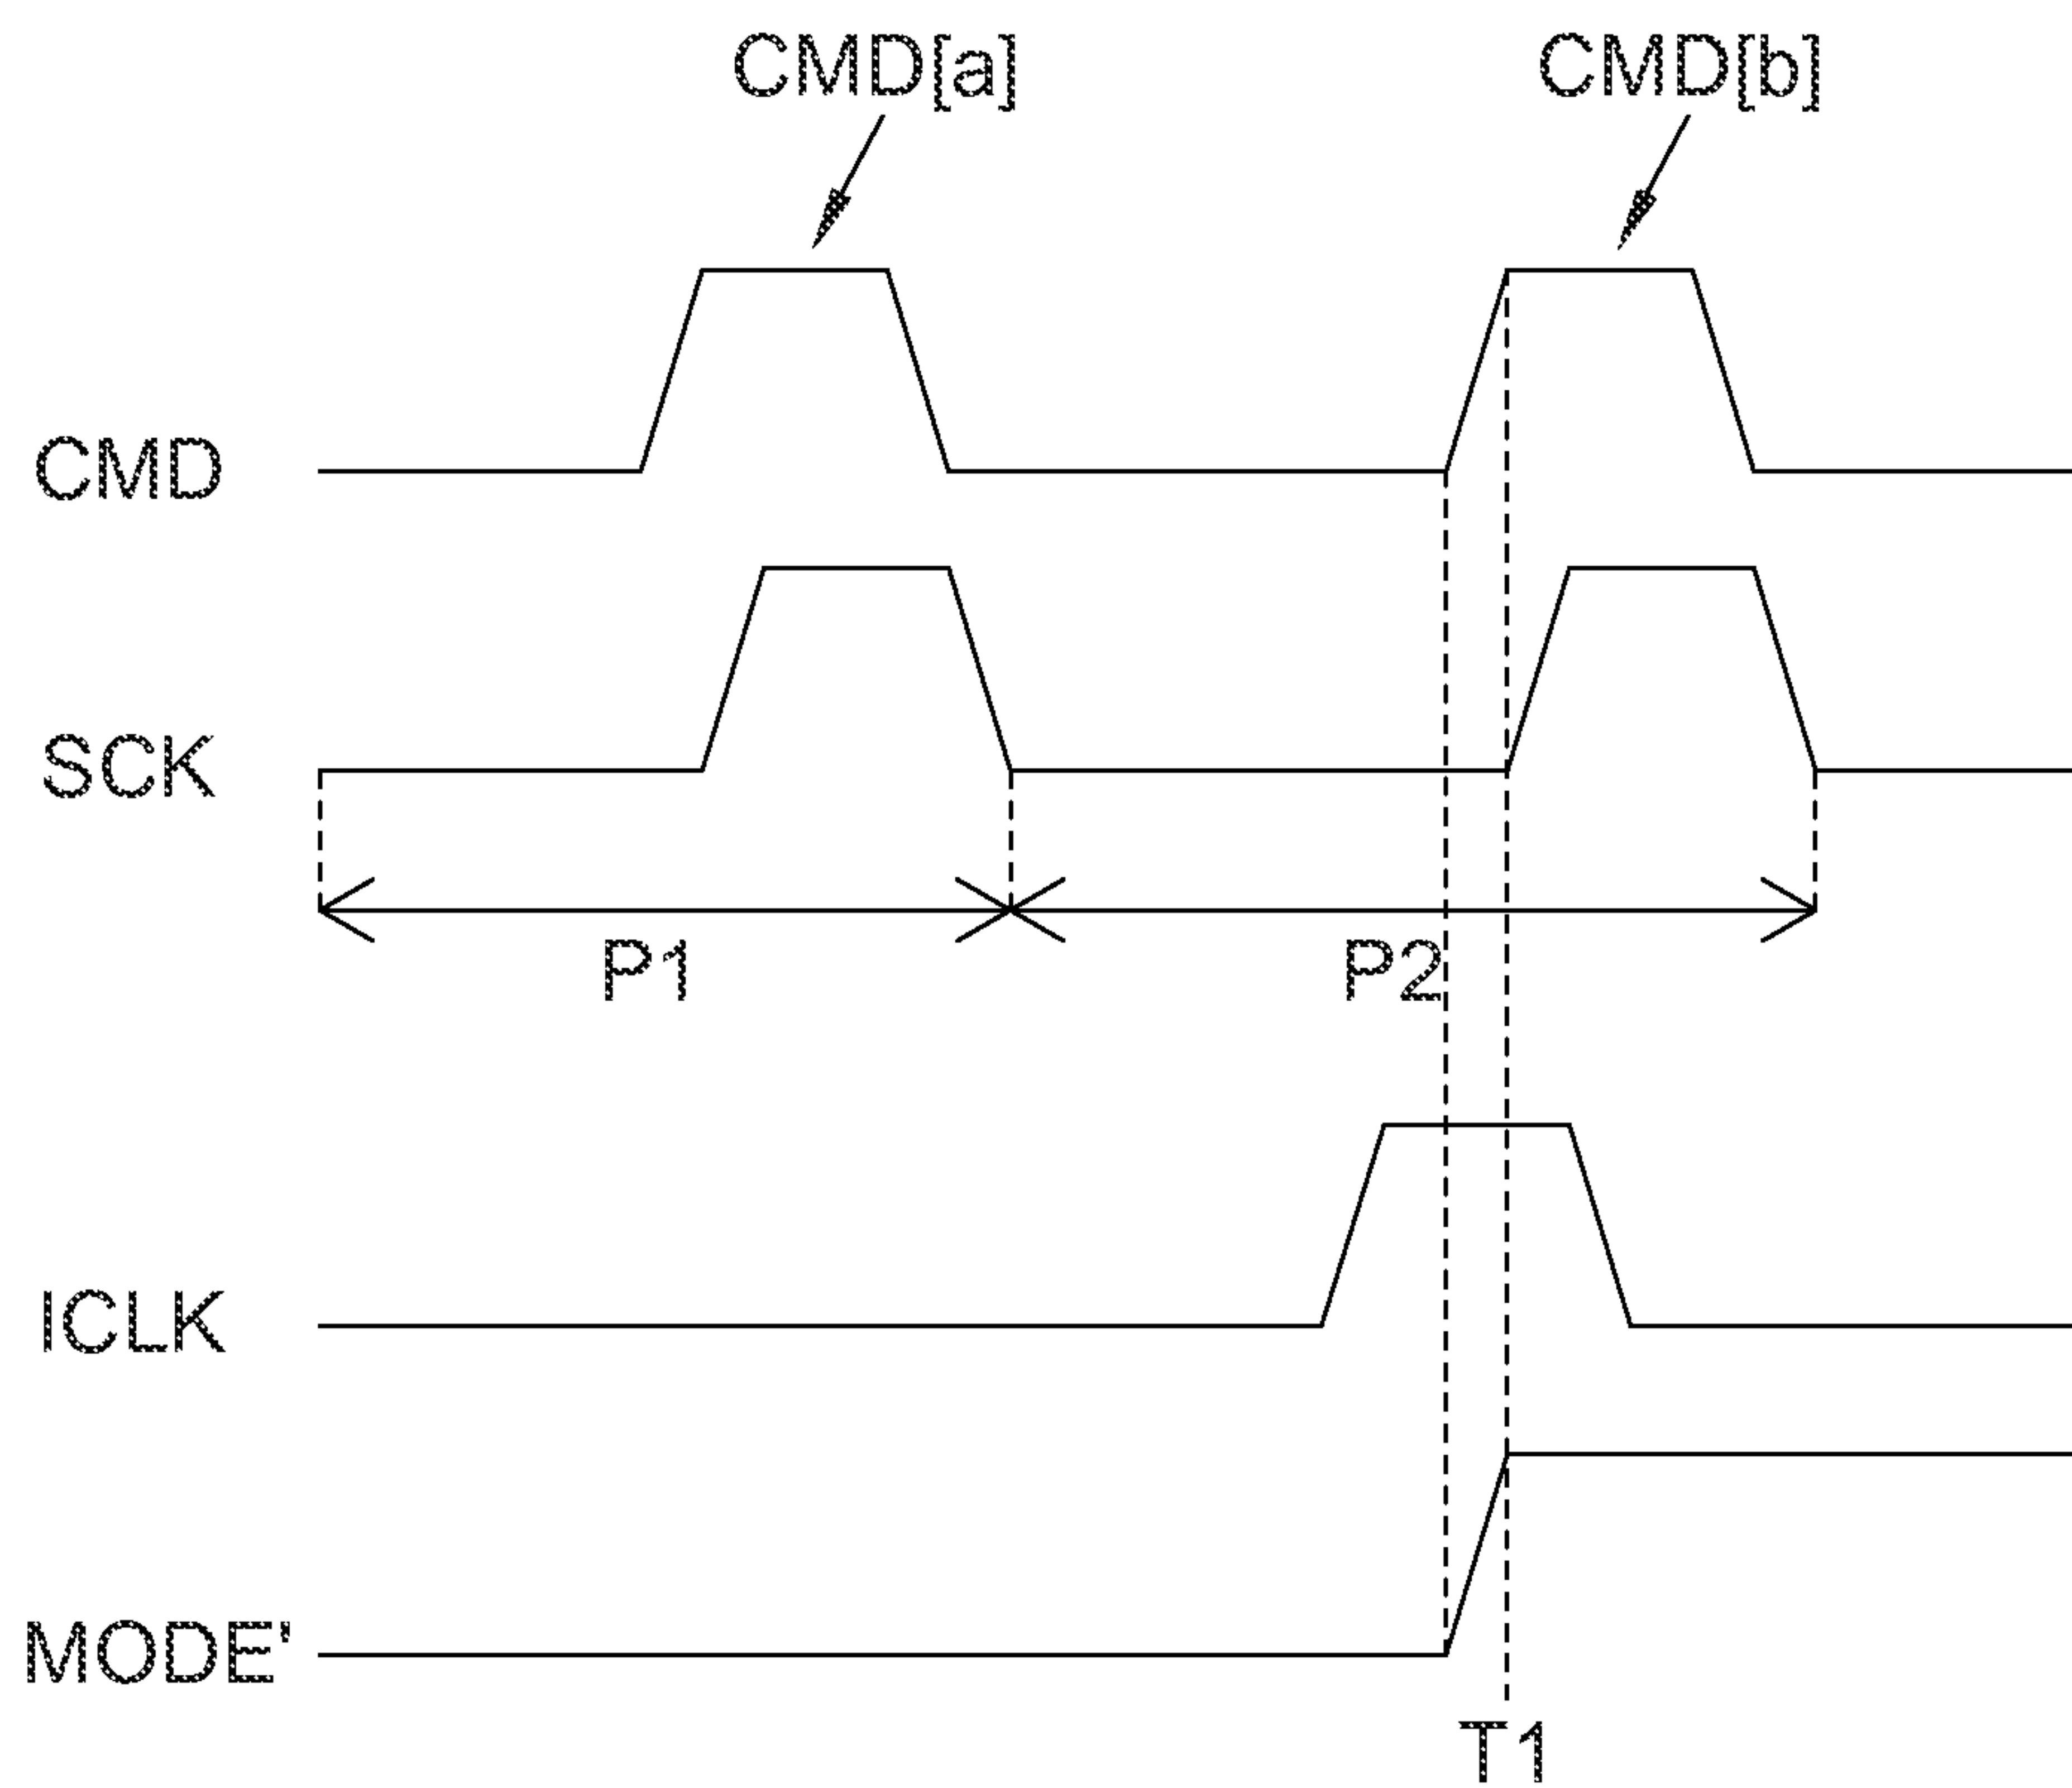 CMD[a]
CMD[b]
CMD
SCK
P1
P2
ICLK
MODE'
T1